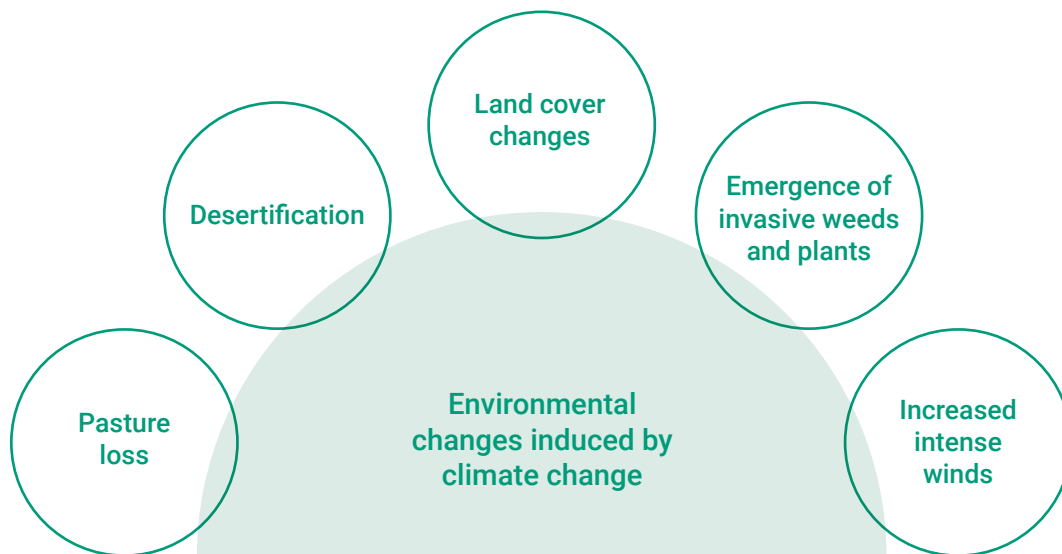 Land cover
changes
Desertification
Emergence of
invasive weeds
and plants
Pasture
loss
Environmental
changes induced by
climate change
Increased
intense
winds